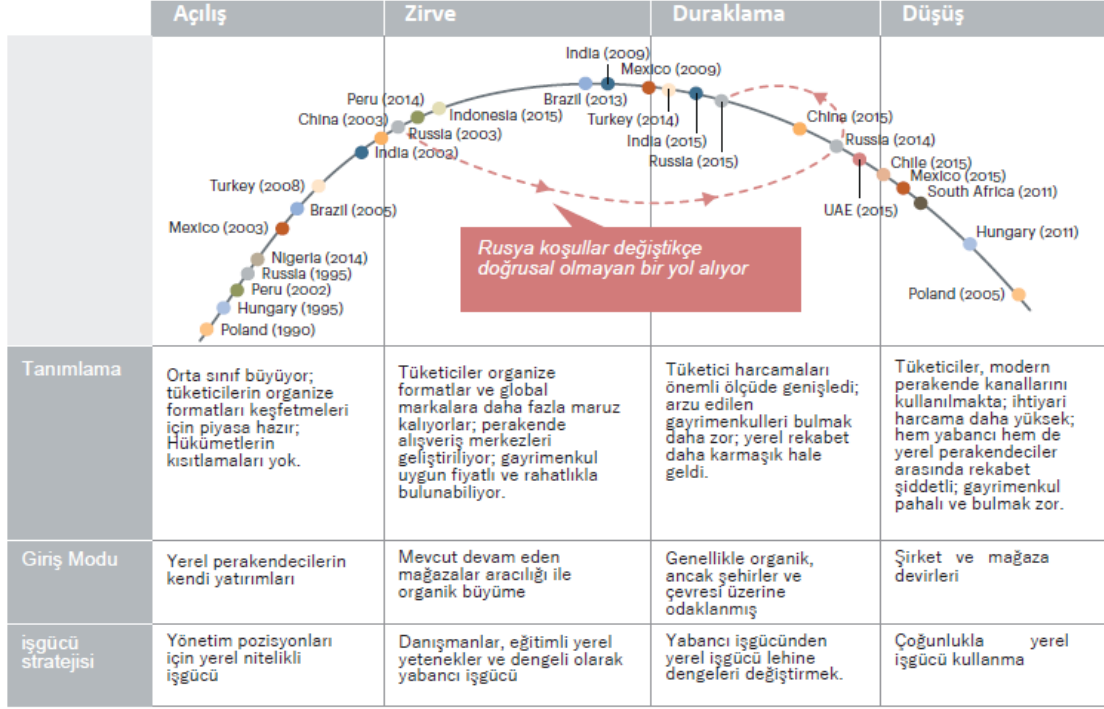 Açılış
Zirve
Duraklama
Düşüş
India (2009)
Mexico (2009)
Peru (2014)
Brazil (2013)
Indonesia (2015)
China (2003)
Turkey (2014)
China (2015)
Russia (2003)
India (2015)
Russia (2014)
India (2003)
Russia (2015)
Chile (2015)
Mexico (2015)
Turkey (2008)
South Africa (2011)
Brazil (2005)
UAE (2015)
Mexico (2003)
Hungary (2011)
Rusya koşullar değiştikçe
doğrusal olmayan bir yol alıyor
Nigeria (2014)
Russia (1995)
Peru (2002)
Poland (2005)
Hungary (1995)
Poland (1990)
Tanımlama
Orta sınıf büyüyor;
tüketicilerin organize
formatları keşfetmeleri
için piyasa hazır;
Hükümetlerin
kısıtlamaları yok.
Tüketiciler organize
formatlar ve global
markalara daha fazla maruz
kalıyorlar; perakende
alışveriş merkezleri
geliştiriliyor; gayrimenkul
uygun fiyatlı ve rahatlıkla
bulunabiliyor.
Tüketici harcamaları
önemli ölçüde genişledi;
arzu edilen
gayrimenkulleri bulmak
daha zor; yerel rekabet
daha karmaşık hale
geldi.
Tüketiciler, modern
perakende kanallarını
kullanılmakta; ihtiyari
harcama daha yüksek;
hem yabancı hem de
yerel perakendeciler
arasında rekabet
şiddetli; gayrimenkul
pahalı ve bulmak zor.
Giriş Modu
Yerel perakendecilerin
kendi yatırımları
Mevcut devam eden
mağazalar aracılığı ile
organik büyüme
Genellikle organik,
ancak şehirler ve
çevresi üzerine
odaklanmış
Şirket ve mağaza
devirleri
işgücü
stratejisi
Yönetim pozisyonları
için yerel nitelikli
işgücü
Danışmanlar, eğitimli yerel
yetenekler ve dengeli olarak
yabancı işgücü
Yabancı işgücünden
yerel işgücü lehine
dengeleri değiştirmek.
Çoğunlukla yerel
işgücü kullanma